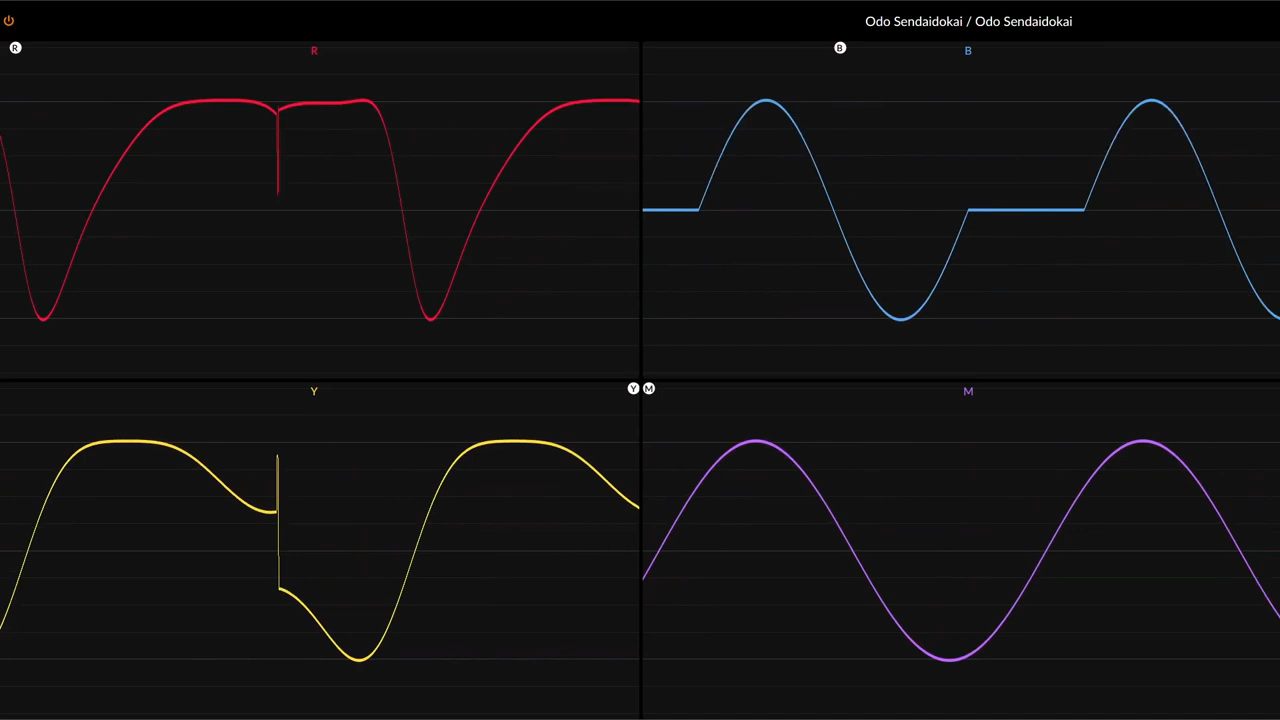 Odo Sendaidokai / Odo Sendaidokai
R R
B B
Y Y
M M